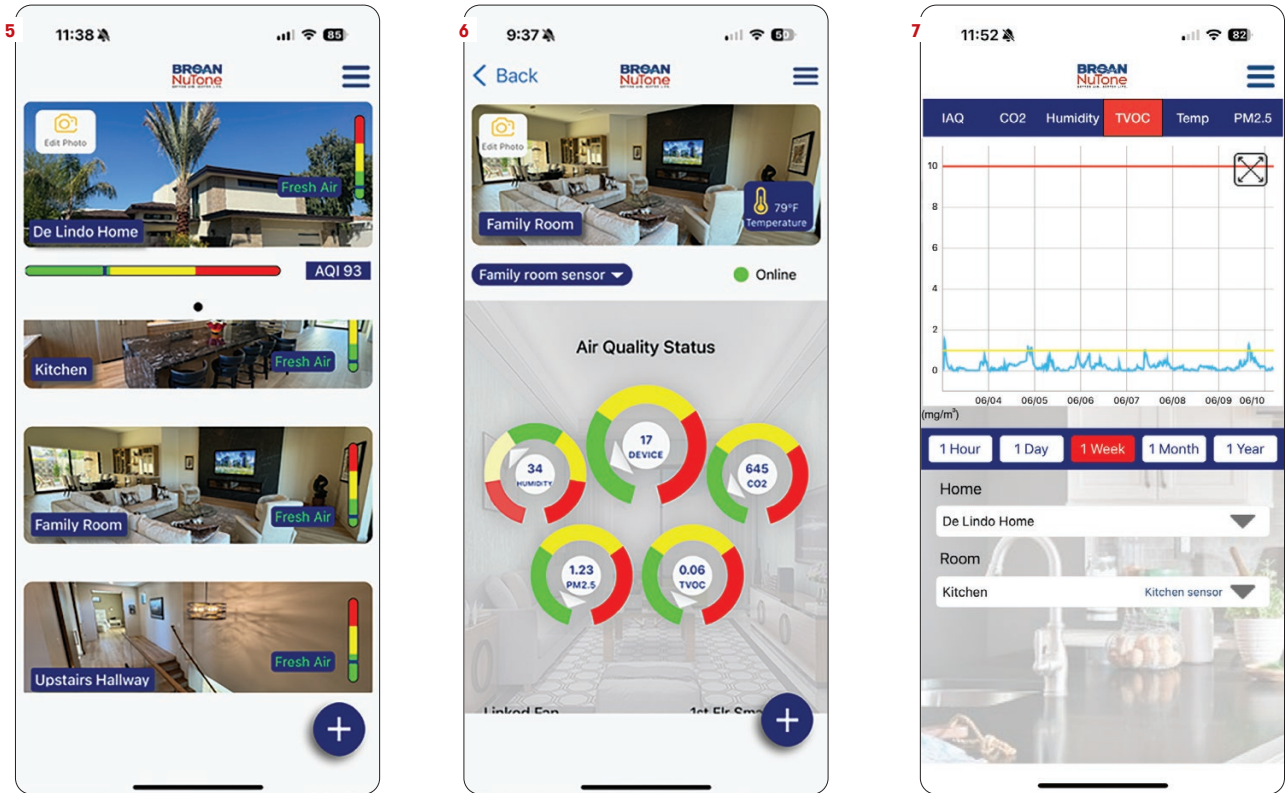 5
11:38
85
BROAN
NuTone
Edit Photo
Fresh Air
De Lindo Home
AQI 93
Kitchen
Fresh Air
Family Room
Fresh Air
Upstairs Hallway
Fresh Air
+
6
9:37
50
Back
BROAN
NuTone
Edit Photo
79°F
Temperature
Family Room
Family room sensor
Online
Air Quality Status
17
DEVICE
34
HUMIDITY
645
CO2
1.23
PM2.5
0.06
TVOC
Linked Fan
+
7
11:52
82
BROAN
NuTone
IAQ CO2 Humidity TVOC Temp PM2.5
10
8
6
4
2
0
06/04 06/05 06/06 06/07 06/08 06/09 06/10
(mg/m³)
1 Hour 1 Day 1 Week 1 Month 1 Year
Home
De Lindo Home
Room
Kitchen Kitchen sensor